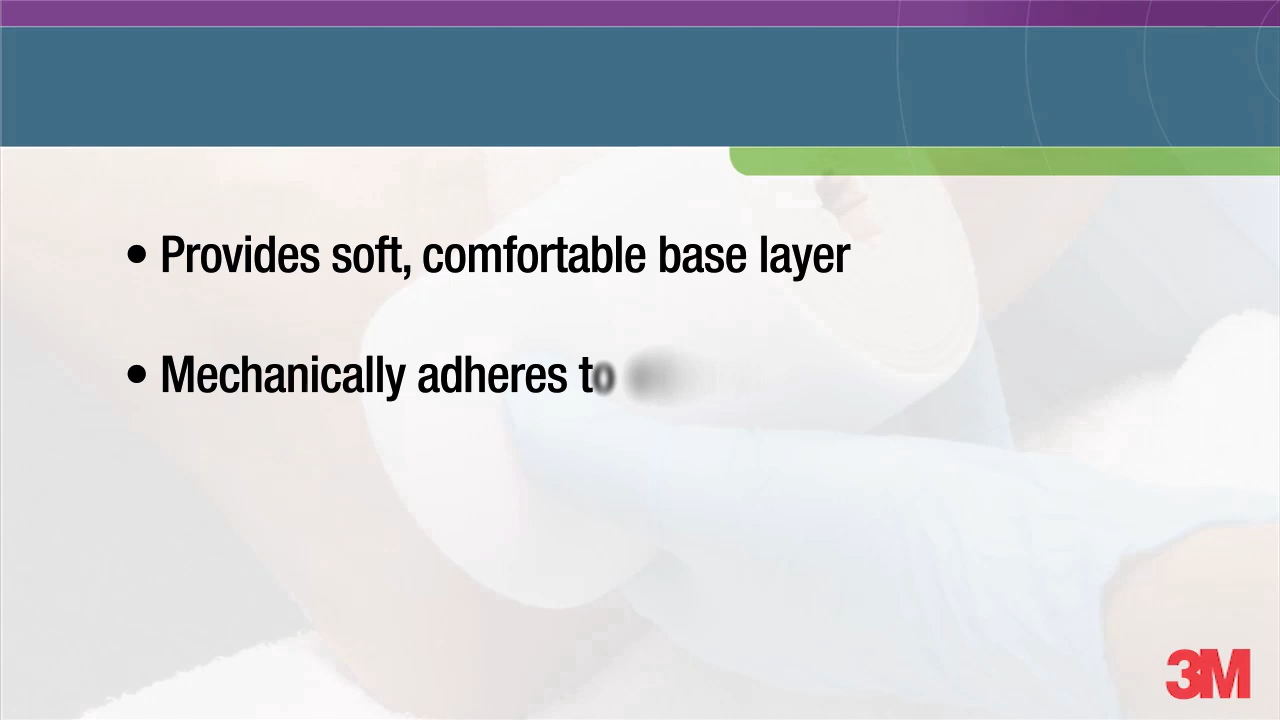 • Provides soft, comfortable base layer
• Mechanically adheres to
3M